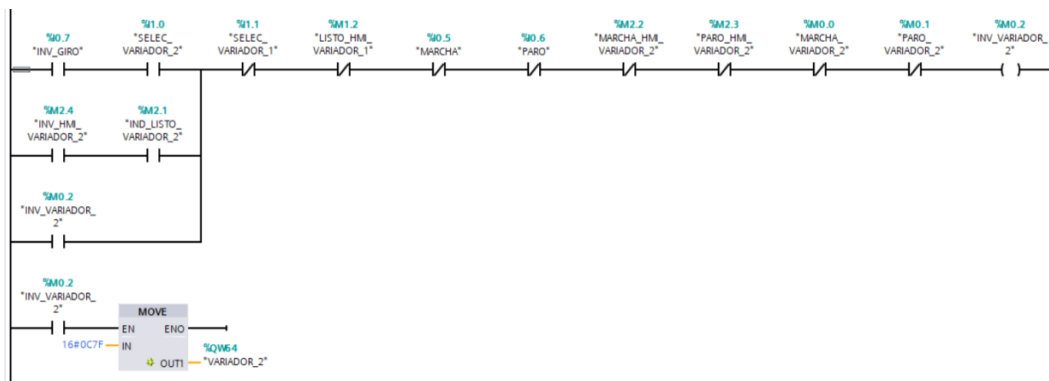 %I0.7
"INV_GIRO"
%I1.0
"SELEC_
VARIADOR_2"
%I1.1
"SELEC_
VARIADOR_1"
%M1.2
"LISTO_HMI_
VARIADOR_1"
%I0.5
"MARCHA"
%I0.6
"PARO"
%M2.2
"MARCHA_HMI_
VARIADOR_2"
%M2.3
"PARO_HMI_
VARIADOR_2"
%M0.0
"MARCHA_
VARIADOR_2"
%M0.1
"PARO_
VARIADOR_2"
%M0.2
"INV_VARIADOR_
2"
%M2.4
"INV_HMI_
VARIADOR_2"
%M2.1
"IND_LISTO_
VARIADOR_2"
%M0.2
"INV_VARIADOR_
2"
%M0.2
"INV_VARIADOR_
2"
MOVE
EN ENO
16#0C7F IN
%QW64
OUT1 "VARIADOR_2"